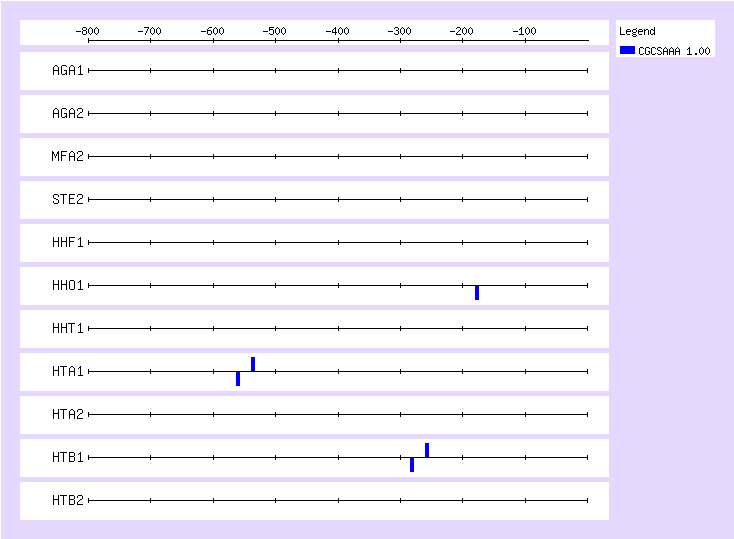 -800 -700 -600 -500 -400 -300 -200 -100
Legend
CGCSAAA 1.00
AGA1
AGA2
MFA2
STE2
HHF1
HHO1
HHT1
HTA1
HTA2
HTB1
HTB2